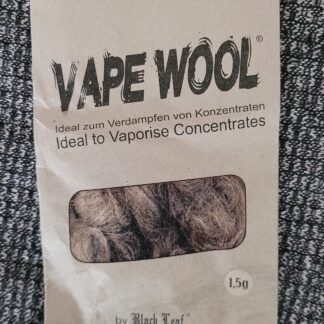 VAPE WOOL®
Ideal zum Verdampfen von Konzentraten
Ideal to Vaporise Concentrates
1,5g
by Black Leaf